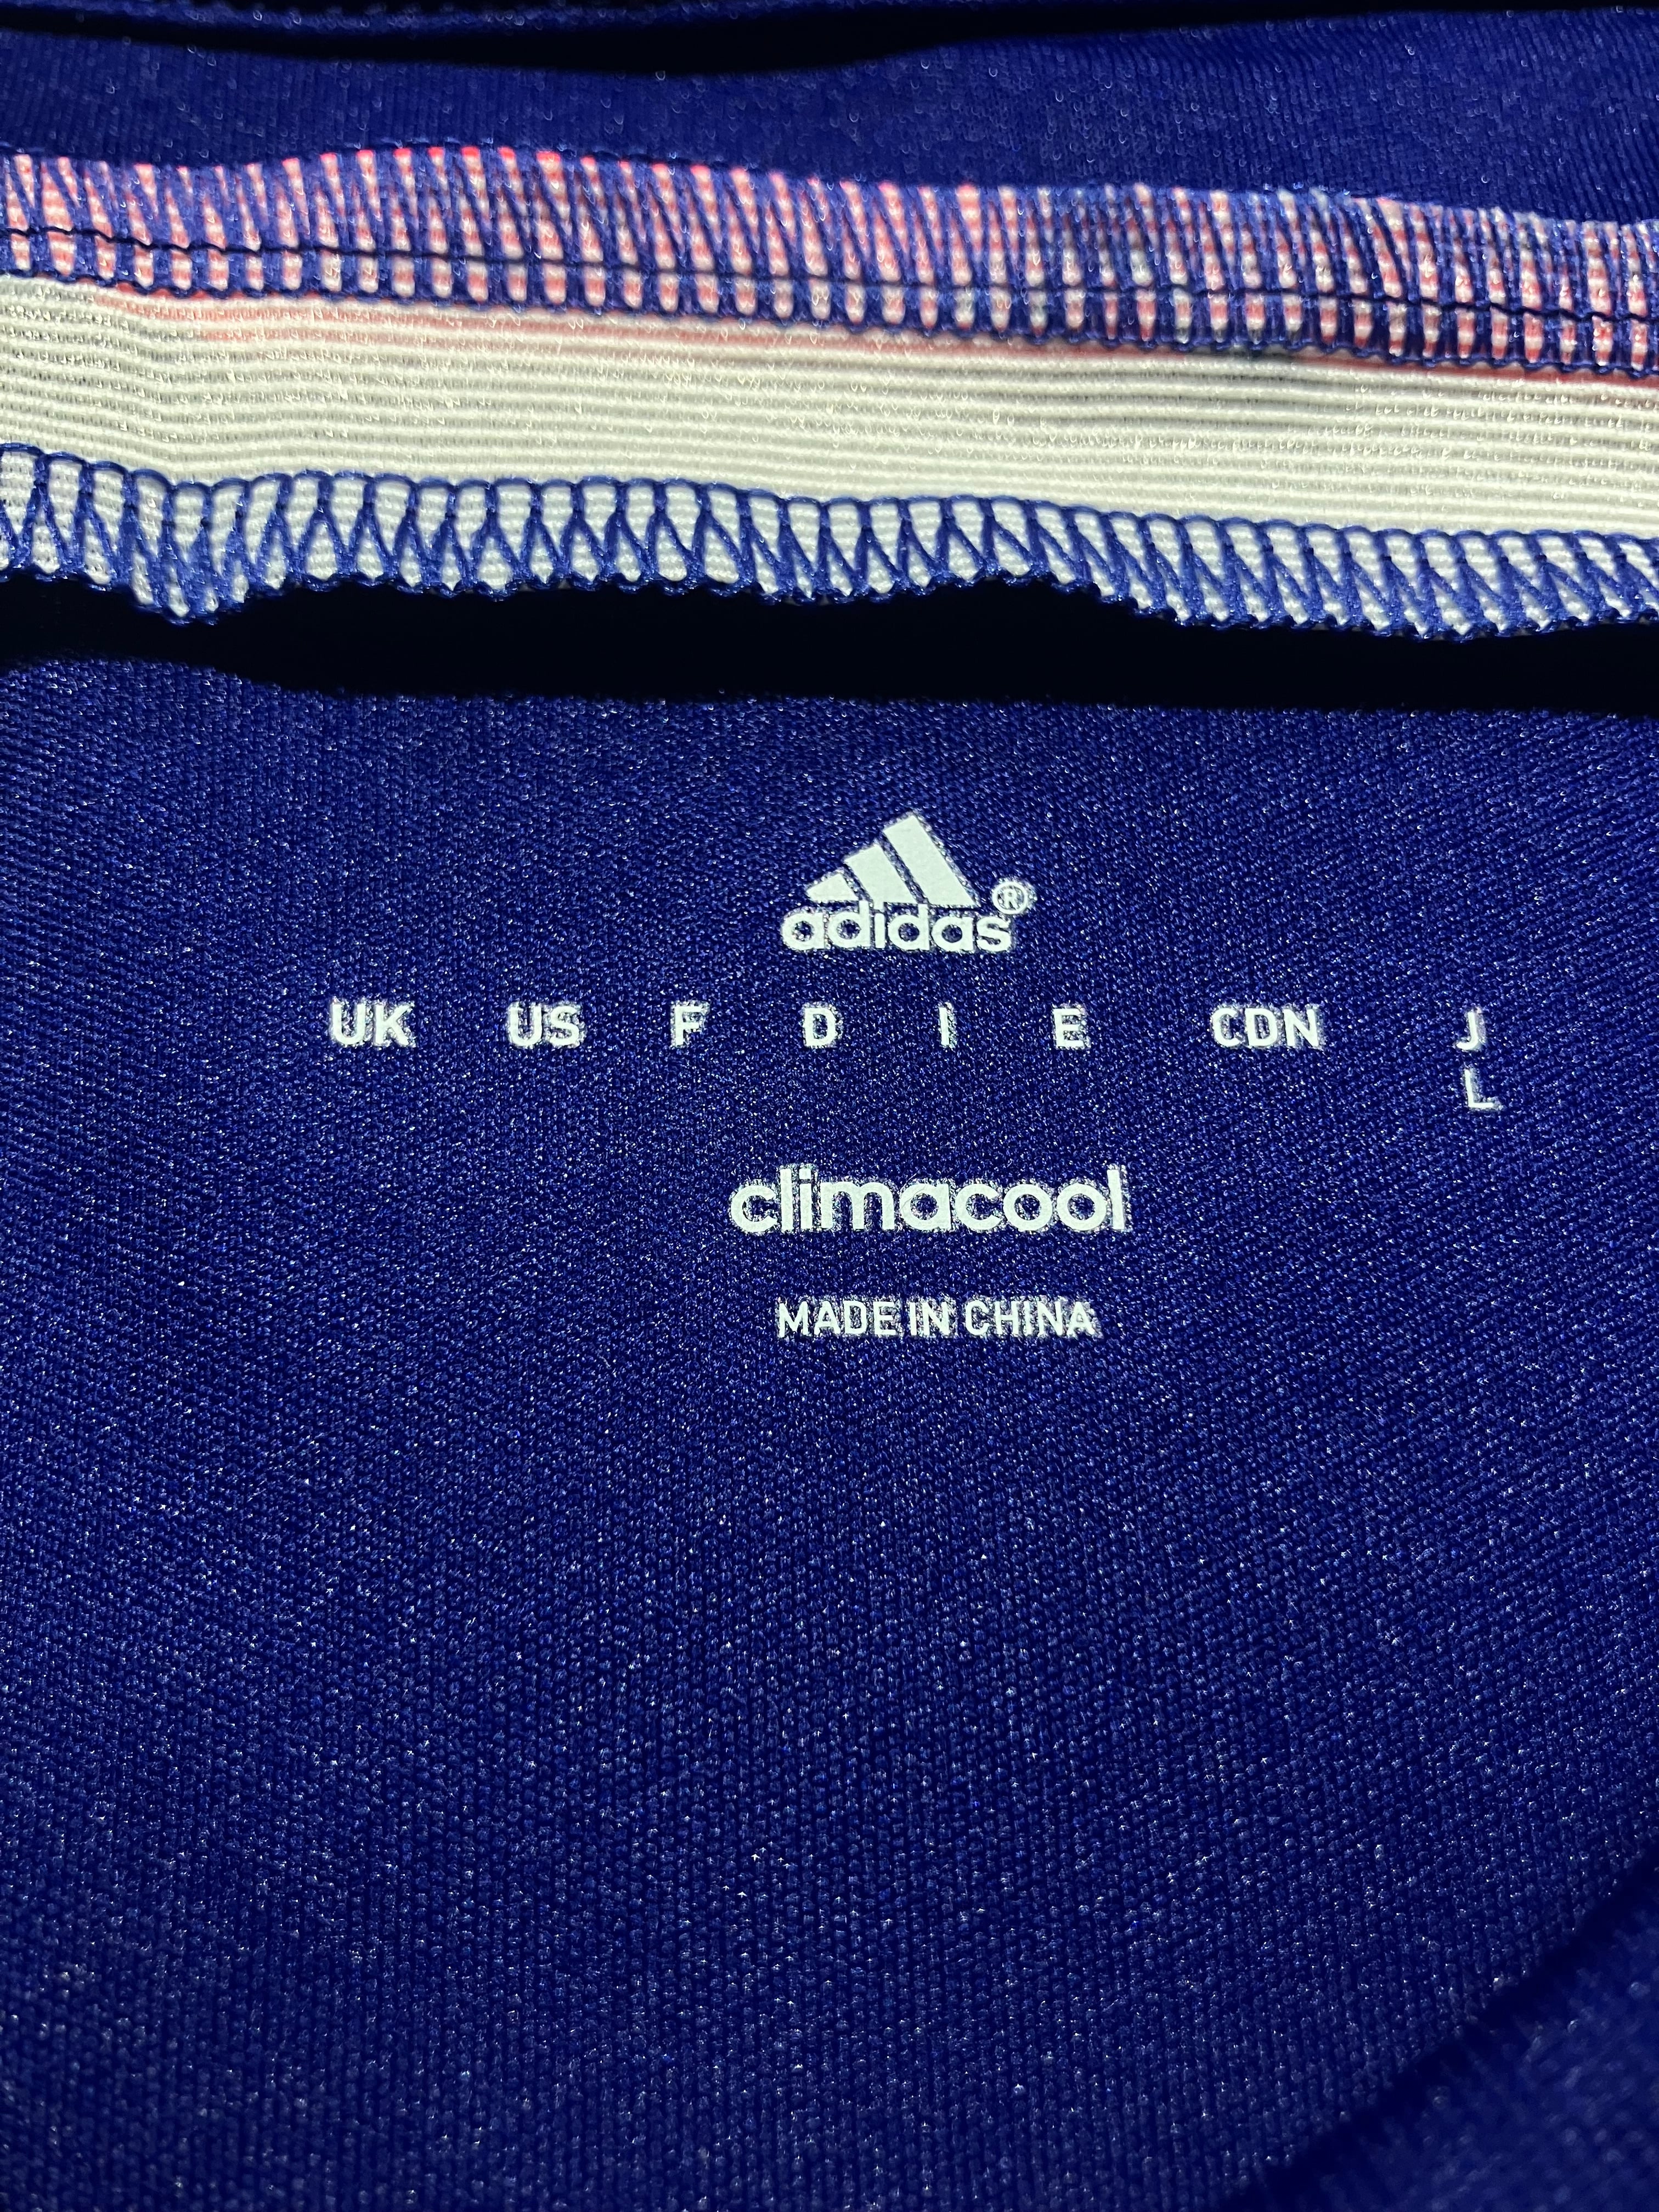 adidas®
UK US F D I E CDN J
L
climacool
MADE IN CHINA